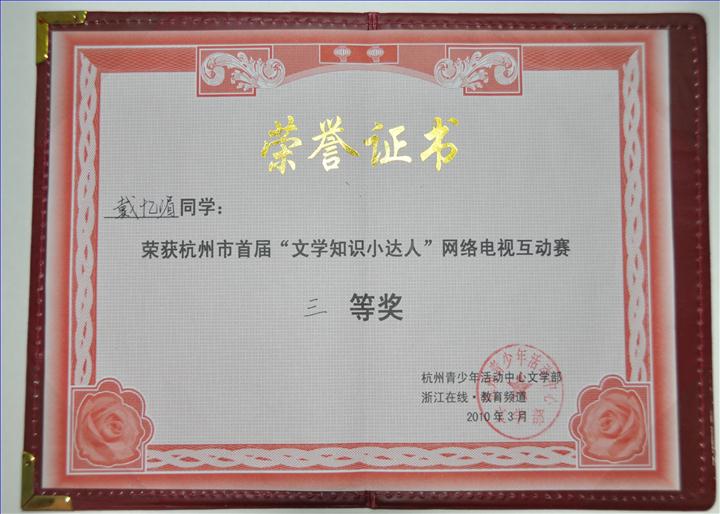 荣誉证书
戴忆湄同学：
荣获杭州市首届“文学知识小达人”网络电视互动赛
三 等奖
杭州青少年活动中心文学部
浙江在线·教育频道
2010年3月